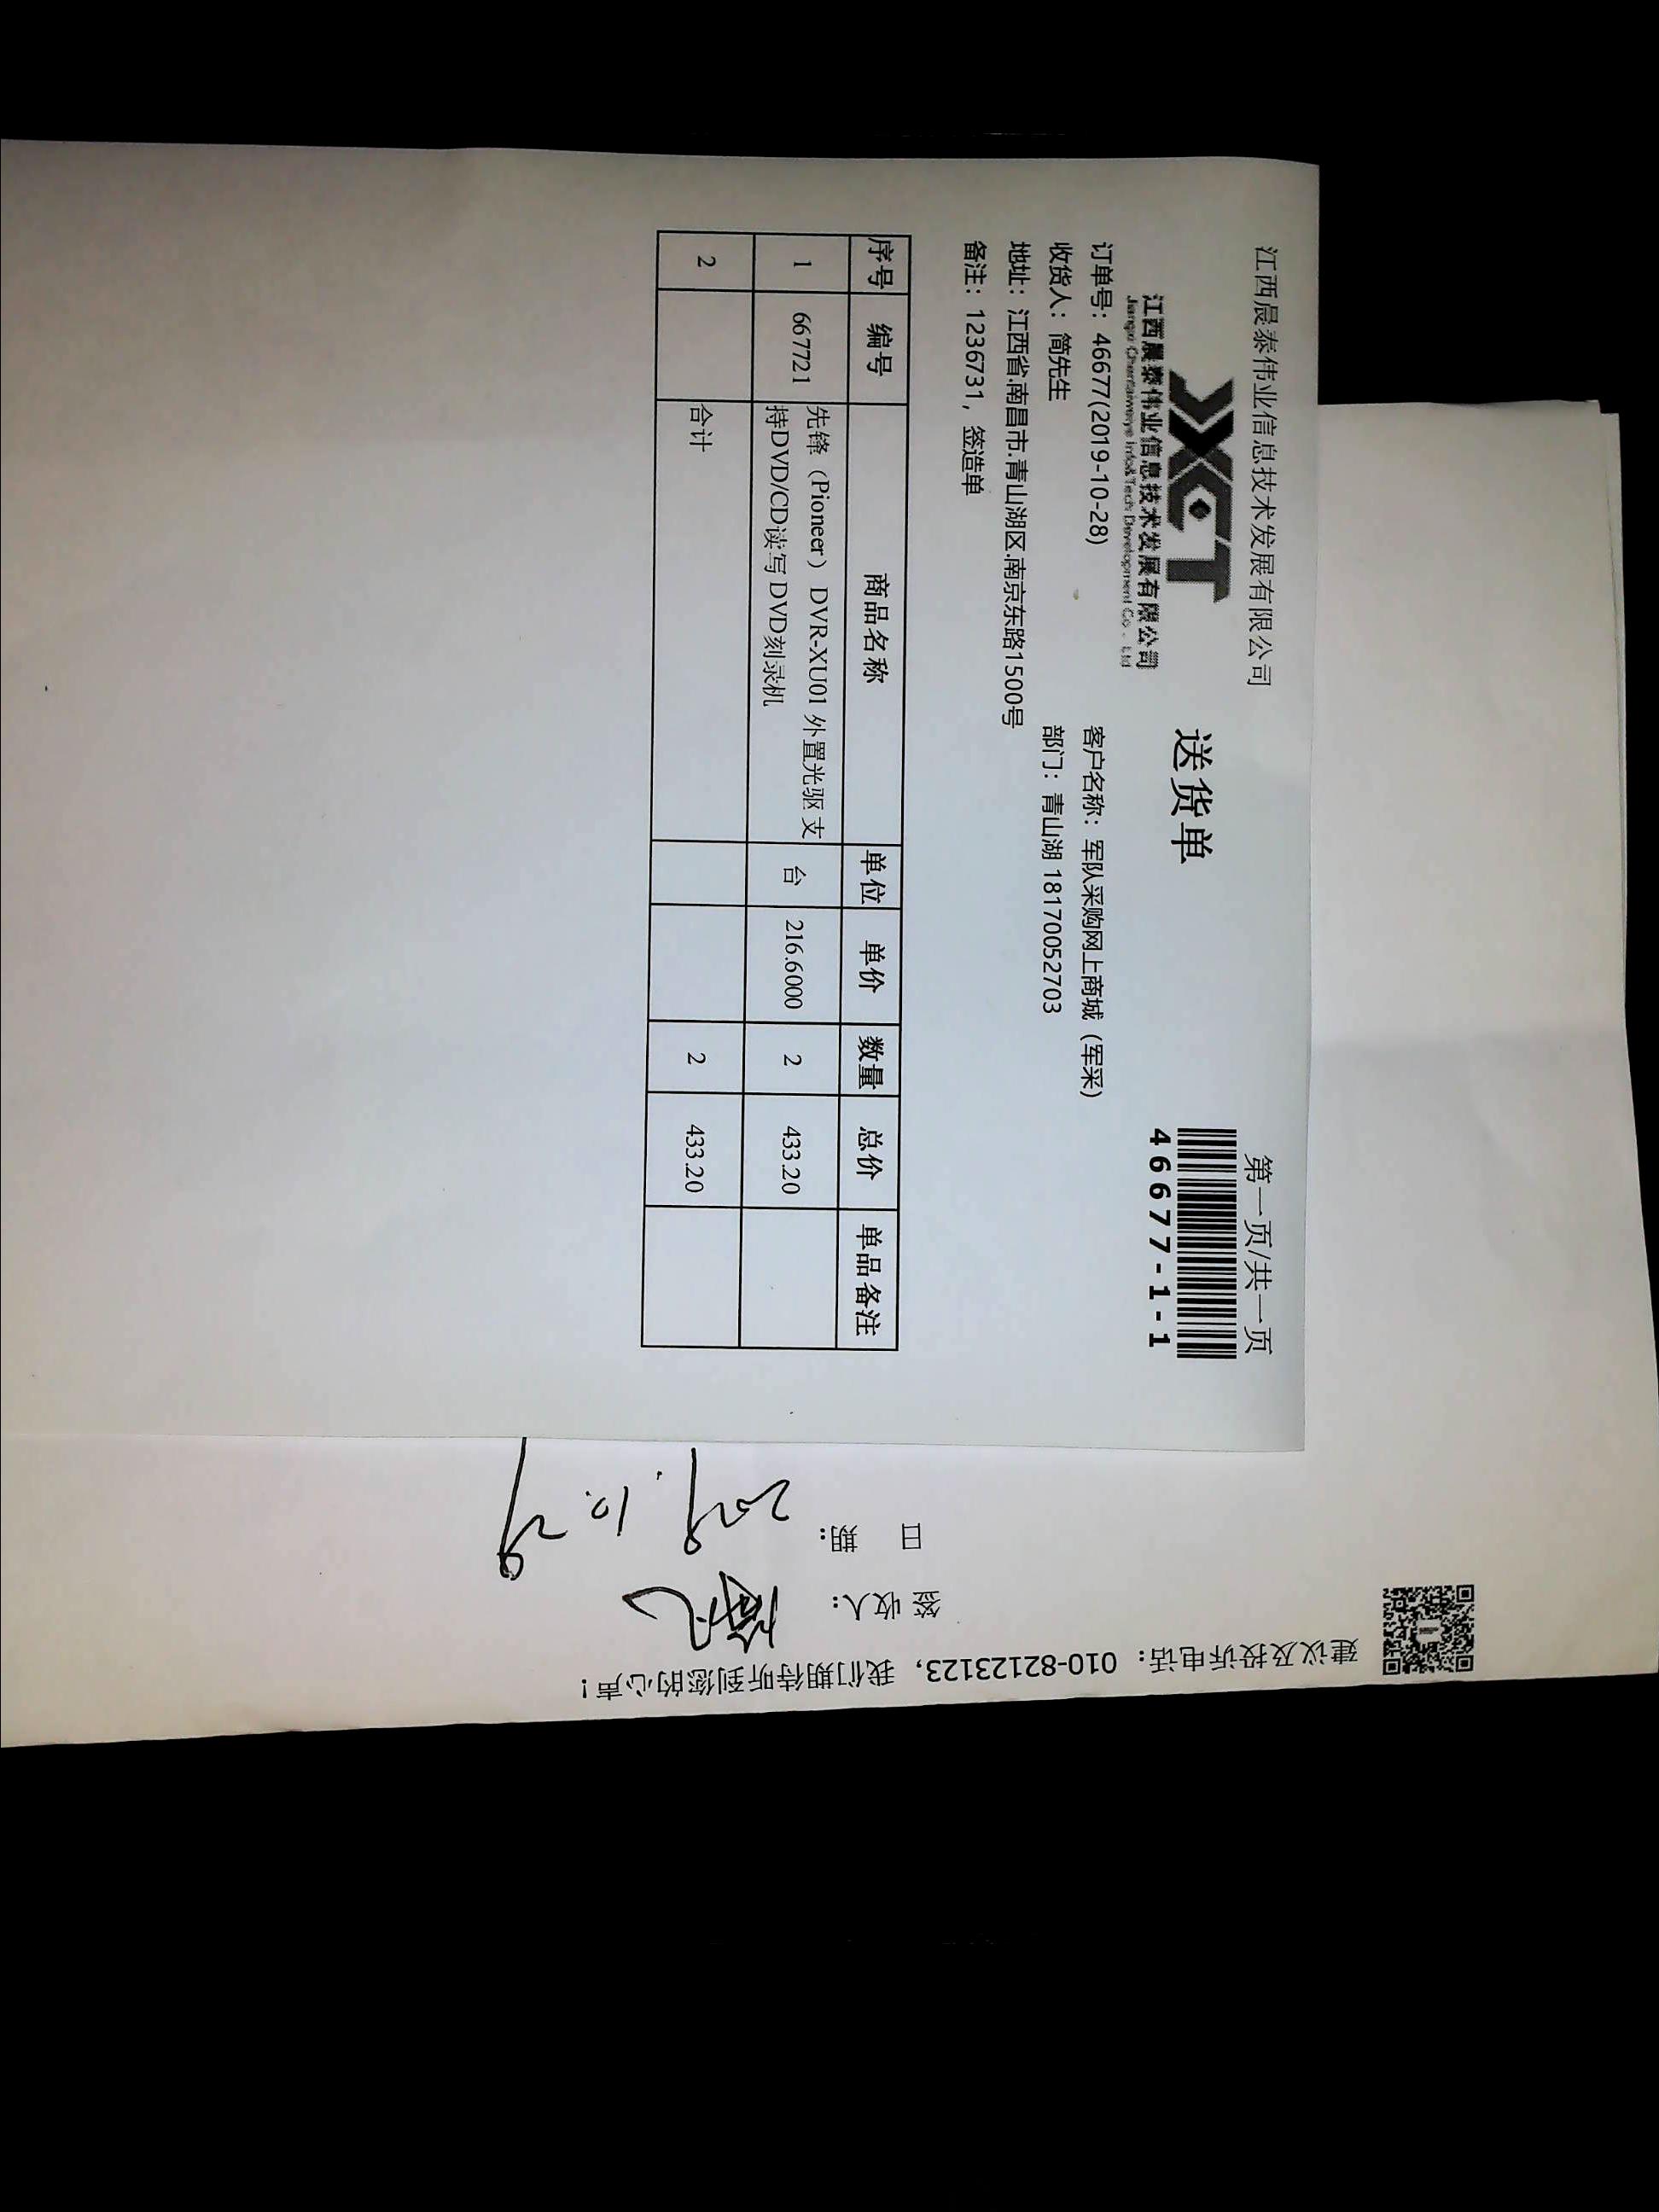 江西晨泰伟业信息技术发展有限公司
第一页/共一页
江西晨泰伟业信息技术发展有限公司
Jiangxi Chentaiweiye Info&Tech Development Co., Ltd
送货单
46677-1-1
订单号：46677(2019-10-28)
客户名称：军队采购网上商城（军采）
收货人：简先生
部门：青山湖 18170052703
地址：江西省.南昌市.青山湖区.南京东路1500号
备注：1236731，签造单
序号 编号 商品名称 单位 单价 数量 总价 单品备注
1 667721 先锋（Pioneer）DVR-XU01 外置光驱 支 台 216.6000 2 433.20
持DVD/CD读写 DVD刻录机
2 合计 2 433.20
建议及投诉电话：010-82123123，我们期待听到您的心声！
签 收人：
日 期：2019.10.29